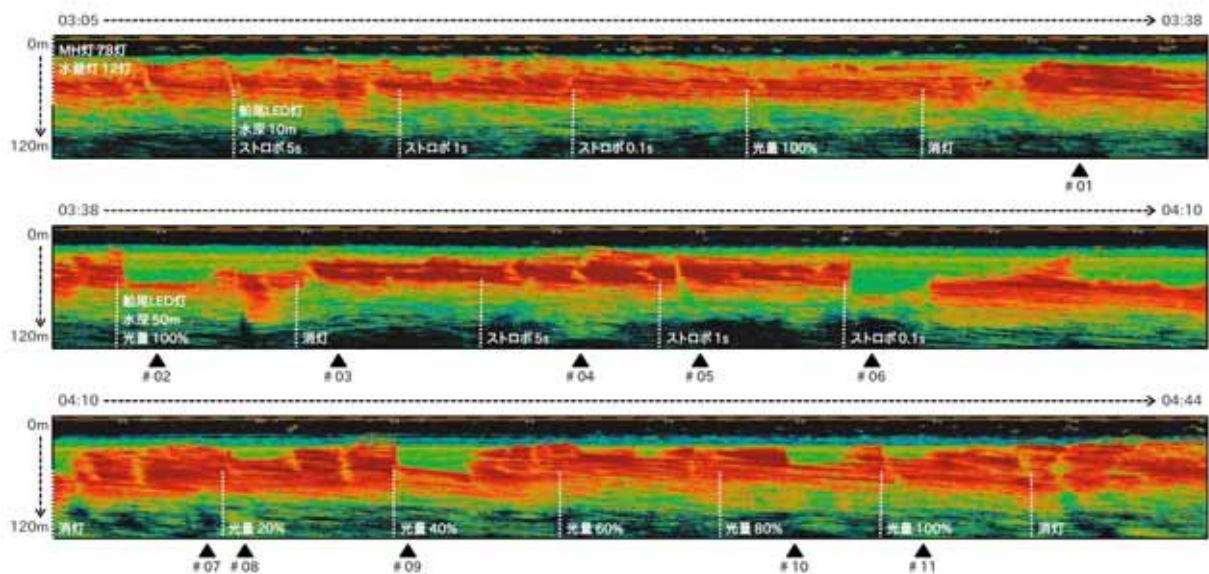 03:05 03:38
0m
120m
MH灯 78灯
水銀灯 12灯
船尾LED灯
水深 10m
ストロボ 5s
ストロボ 1s
ストロボ 0.1s
光量 100%
消灯
# 01
03:38 04:10
0m
120m
船尾LED灯
水深 50m
光量 100%
消灯
ストロボ 5s
ストロボ 1s
ストロボ 0.1s
# 02 # 03 # 04 # 05 # 06
04:10 04:44
0m
120m
消灯
光量 20%
光量 40%
光量 60%
光量 80%
光量 100%
消灯
# 07 # 08 # 09 # 10 # 11